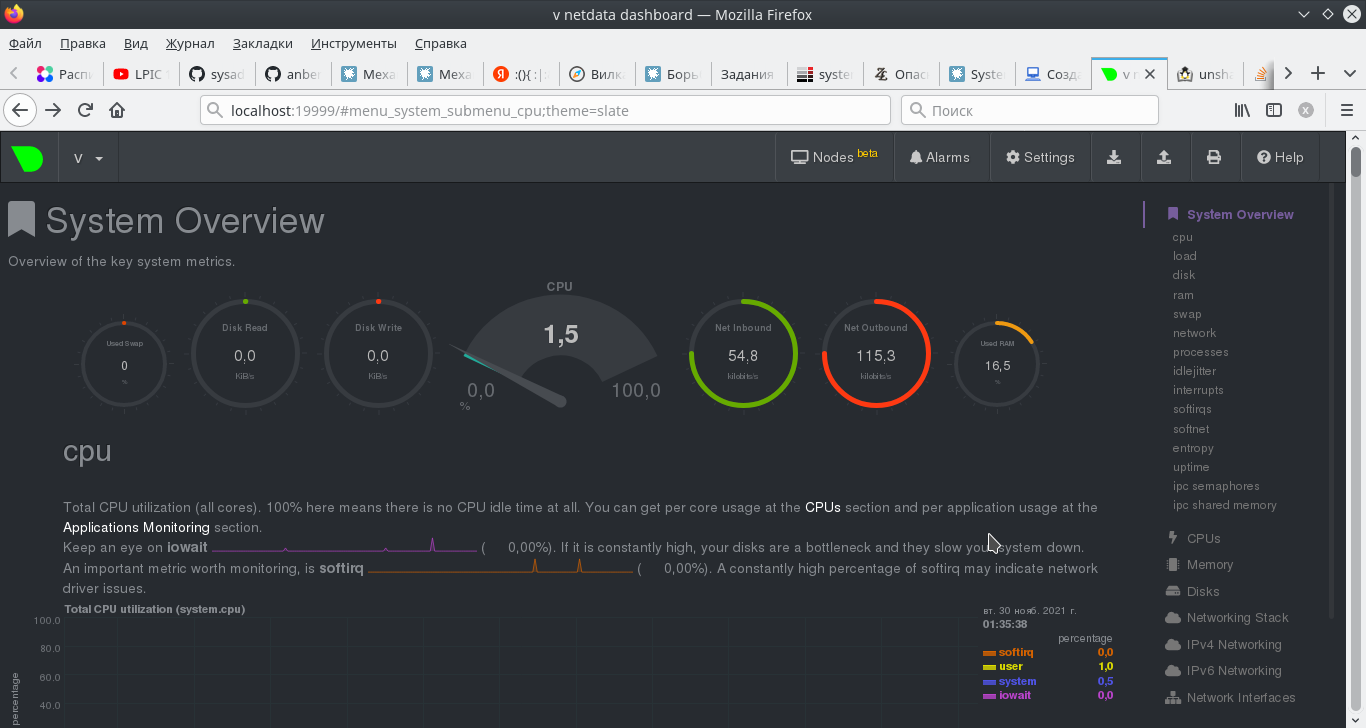 v netdata dashboard — Mozilla Firefox
Файл Правка Вид Журнал Закладки Инструменты Справка
Распи LPIC sysad anber Меха Меха :(){ :|: Вилк Борь Задания syste Опас Syste Созда v n unsha
localhost:19999/#menu_system_submenu_cpu;theme=slate
Поиск
v Nodes beta Alarms Settings Help
System Overview
Overview of the key system metrics.
Used Swap
0
%
Disk Read
0,0
KiB/s
Disk Write
0,0
KiB/s
CPU
1,5
0,0 100,0
%
Net Inbound
54,8
kilobits/s
Net Outbound
115,3
kilobits/s
Used RAM
16,5
%
cpu
Total CPU utilization (all cores). 100% here means there is no CPU idle time at all. You can get per core usage at the CPUs section and per application usage at the
Applications Monitoring section.
Keep an eye on iowait ( 0,00%). If it is constantly high, your disks are a bottleneck and they slow your system down.
An important metric worth monitoring, is softirq ( 0,00%). A constantly high percentage of softirq may indicate network
driver issues.
Total CPU utilization (system.cpu)
100.0
80.0
60.0
40.0
percentage
вт. 30 нояб. 2021 г.
01:35:38
percentage
softirq 0,0
user 1,0
system 0,5
iowait 0,0
System Overview
cpu
load
disk
ram
swap
network
processes
idlejitter
interrupts
softirqs
softnet
entropy
uptime
ipc semaphores
ipc shared memory
CPUs
Memory
Disks
Networking Stack
IPv4 Networking
IPv6 Networking
Network Interfaces